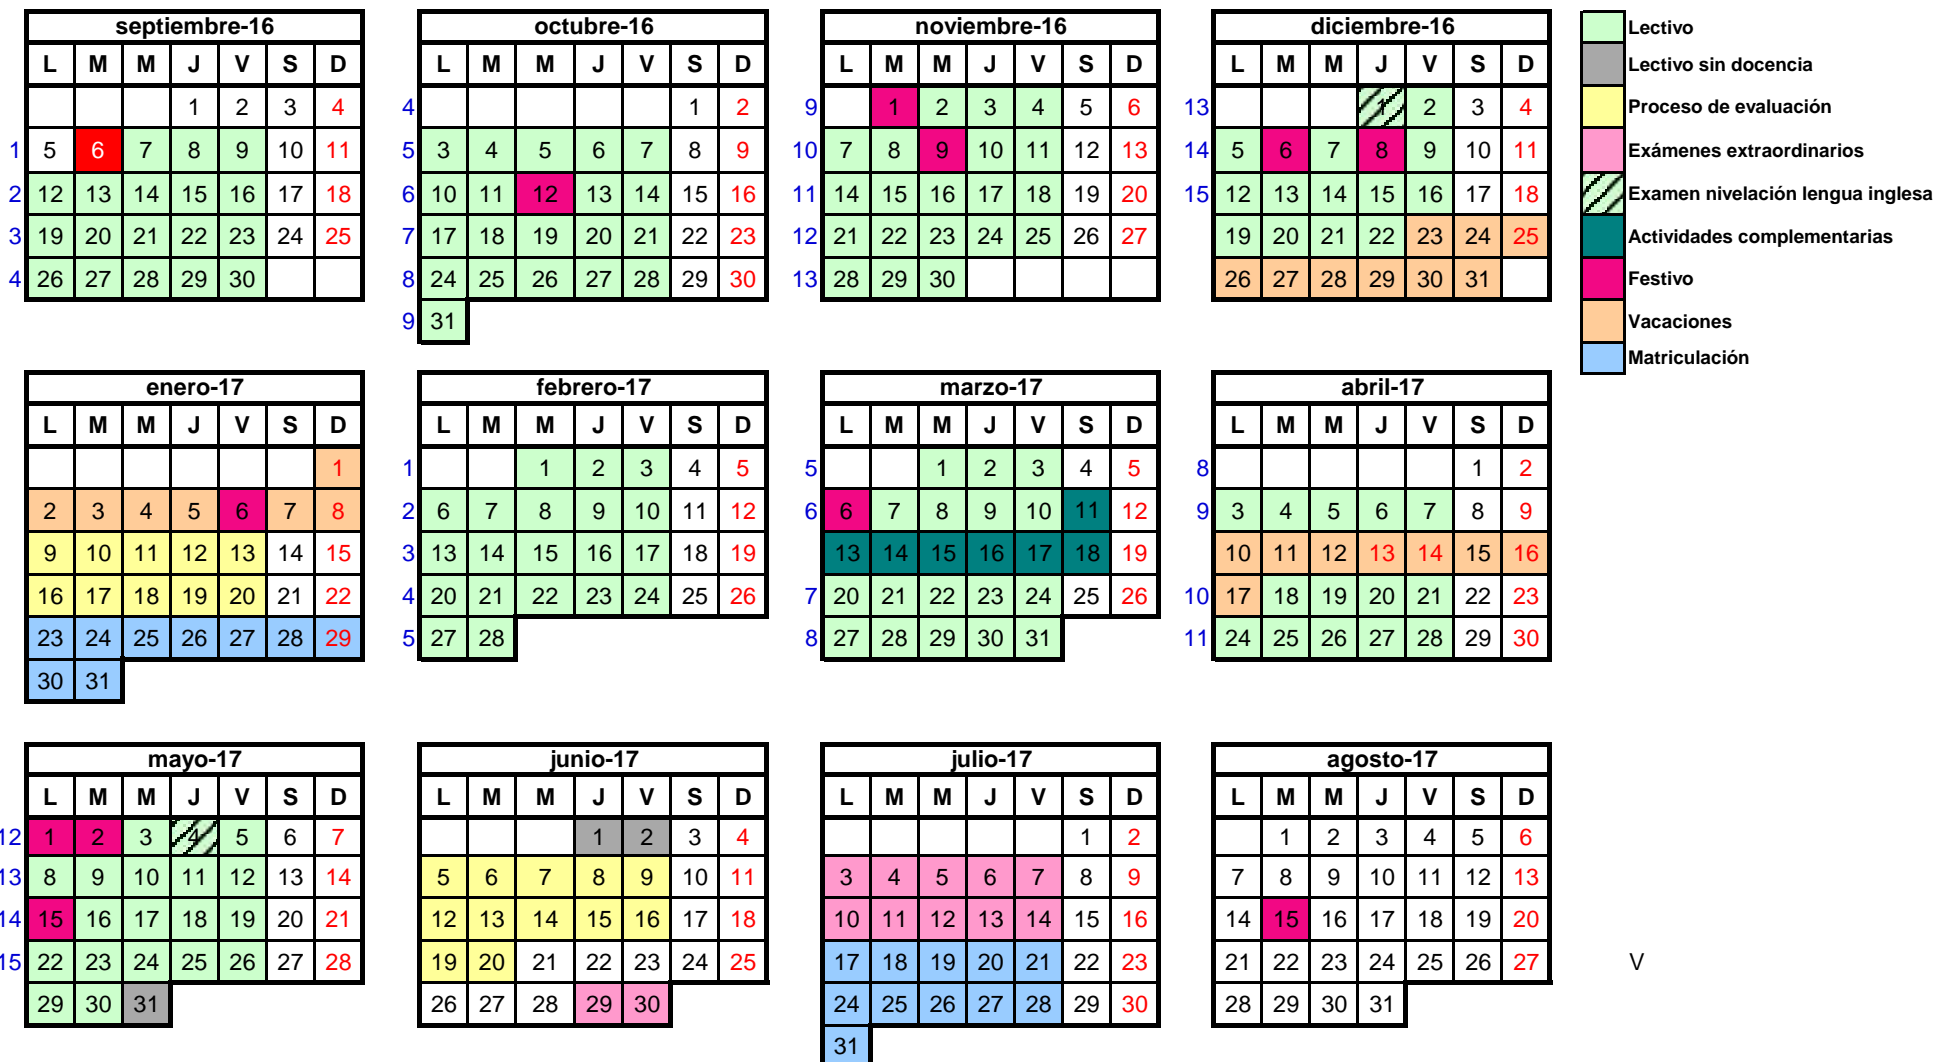 septiembre-16 octubre-16 noviembre-16 diciembre-16 Lectivo
L M M J V S D L M M J V S D L M M J V S D L M M J V S D Lectivo sin docencia
1 2 3 4 4 1 2 9 1 2 3 4 5 6 13 1 2 3 4 Proceso de evaluación
1 5 6 7 8 9 10 11 5 3 4 5 6 7 8 9 10 7 8 9 10 11 12 13 14 5 6 7 8 9 10 11 Exámenes extraordinarios
2 12 13 14 15 16 17 18 6 10 11 12 13 14 15 16 11 14 15 16 17 18 19 20 15 12 13 14 15 16 17 18 Examen nivelación lengua inglesa
3 19 20 21 22 23 24 25 7 17 18 19 20 21 22 23 12 21 22 23 24 25 26 27 19 20 21 22 23 24 25 Actividades complementarias
4 26 27 28 29 30 8 24 25 26 27 28 29 30 13 28 29 30 26 27 28 29 30 31 Festivo
9 31 Vacaciones
Matriculación
enero-17 febrero-17 marzo-17 abril-17
L M M J V S D L M M J V S D L M M J V S D L M M J V S D
1 1 1 2 3 4 5 5 1 2 3 4 5 8 1 2
2 3 4 5 6 7 8 2 6 7 8 9 10 11 12 6 6 7 8 9 10 11 12 9 3 4 5 6 7 8 9
9 10 11 12 13 14 15 3 13 14 15 16 17 18 19 13 14 15 16 17 18 19 10 11 12 13 14 15 16
16 17 18 19 20 21 22 4 20 21 22 23 24 25 26 7 20 21 22 23 24 25 26 10 17 18 19 20 21 22 23
23 24 25 26 27 28 29 5 27 28 8 27 28 29 30 31 11 24 25 26 27 28 29 30
30 31
mayo-17 junio-17 julio-17 agosto-17
L M M J V S D L M M J V S D L M M J V S D L M M J V S D
12 1 2 3 4 5 6 7 1 2 3 4 1 2 1 2 3 4 5 6
13 8 9 10 11 12 13 14 5 6 7 8 9 10 11 3 4 5 6 7 8 9 7 8 9 10 11 12 13
14 15 16 17 18 19 20 21 12 13 14 15 16 17 18 10 11 12 13 14 15 16 14 15 16 17 18 19 20
15 22 23 24 25 26 27 28 19 20 21 22 23 24 25 17 18 19 20 21 22 23 21 22 23 24 25 26 27 V
29 30 31 26 27 28 29 30 24 25 26 27 28 29 30 28 29 30 31
31